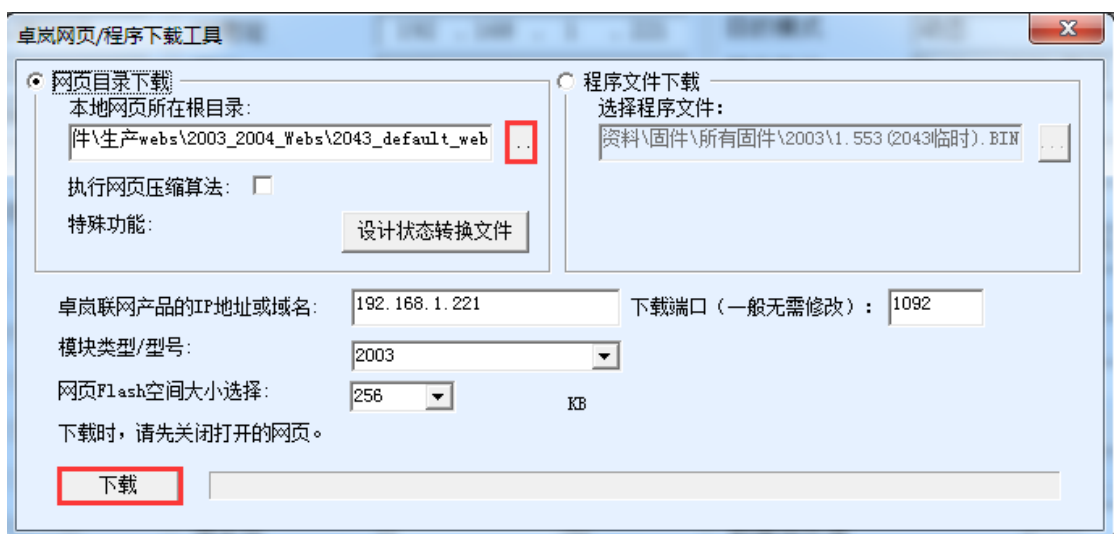 卓岚网页/程序下载工具
网页目录下载
本地网页所在根目录:
件\生产webs\2003_2004_Webs\2043_default_web
..
执行网页压缩算法:
特殊功能:
设计状态转换文件
程序文件下载
选择程序文件:
资料\固件\所有固件\2003\1.553(2043临时).BIN
...
卓岚联网产品的IP地址或域名:
192.168.1.221
下载端口（一般无需修改）:
1092
模块类型/型号:
2003
网页Flash空间大小选择:
256
KB
下载时，请先关闭打开的网页。
下载